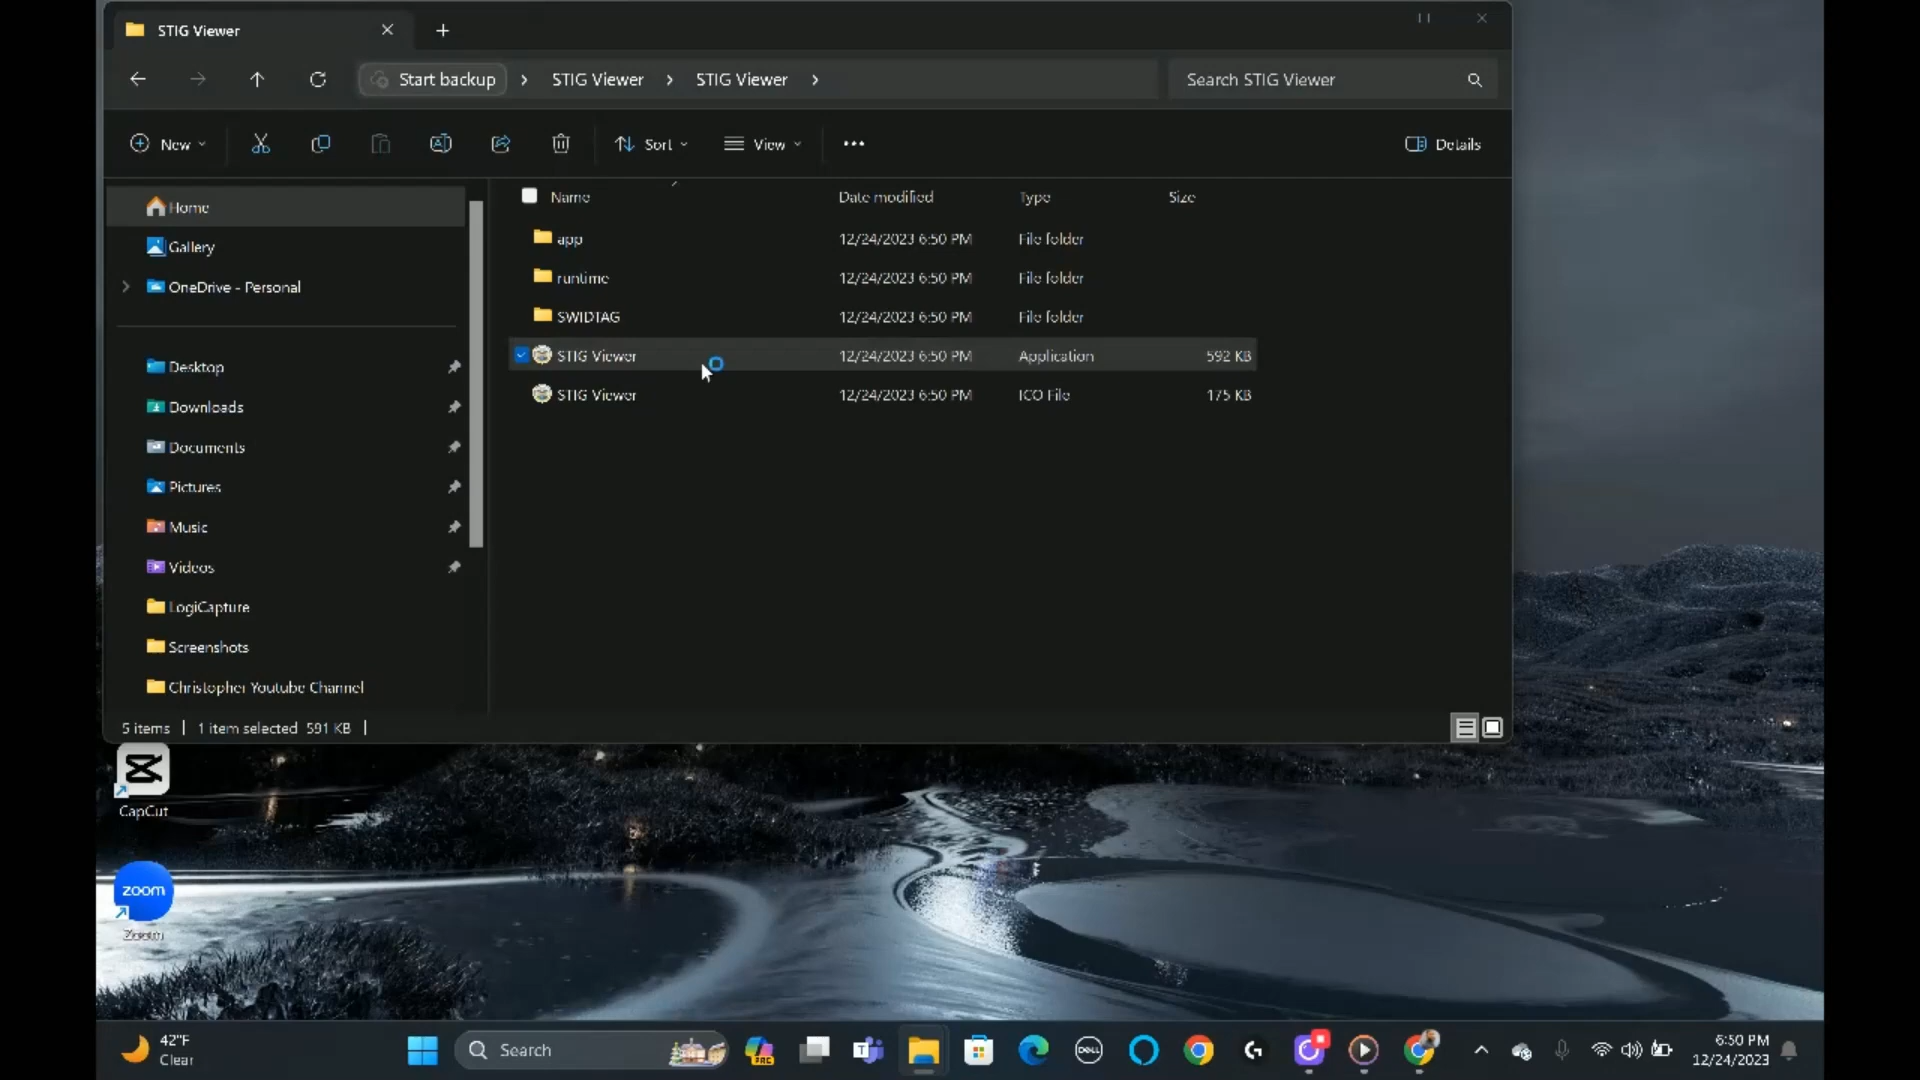 STIG Viewer
Start backup > STIG Viewer > STIG Viewer >
Search STIG Viewer
New
Sort
View
Details
Home
Gallery
OneDrive - Personal
Desktop
Downloads
Documents
Pictures
Music
Videos
LogiCapture
Screenshots
Christopher Youtube Channel
Name Date modified Type Size
app 12/24/2023 6:50 PM File folder
runtime 12/24/2023 6:50 PM File folder
SWIDTAG 12/24/2023 6:50 PM File folder
STIG Viewer 12/24/2023 6:50 PM Application 592 KB
STIG Viewer 12/24/2023 6:50 PM ICO File 175 KB
5 items | 1 item selected 591 KB |
CapCut
zoom
Zoom
42°F
Clear
Search
PRE
T
DELL
G
6:50 PM
12/24/2023